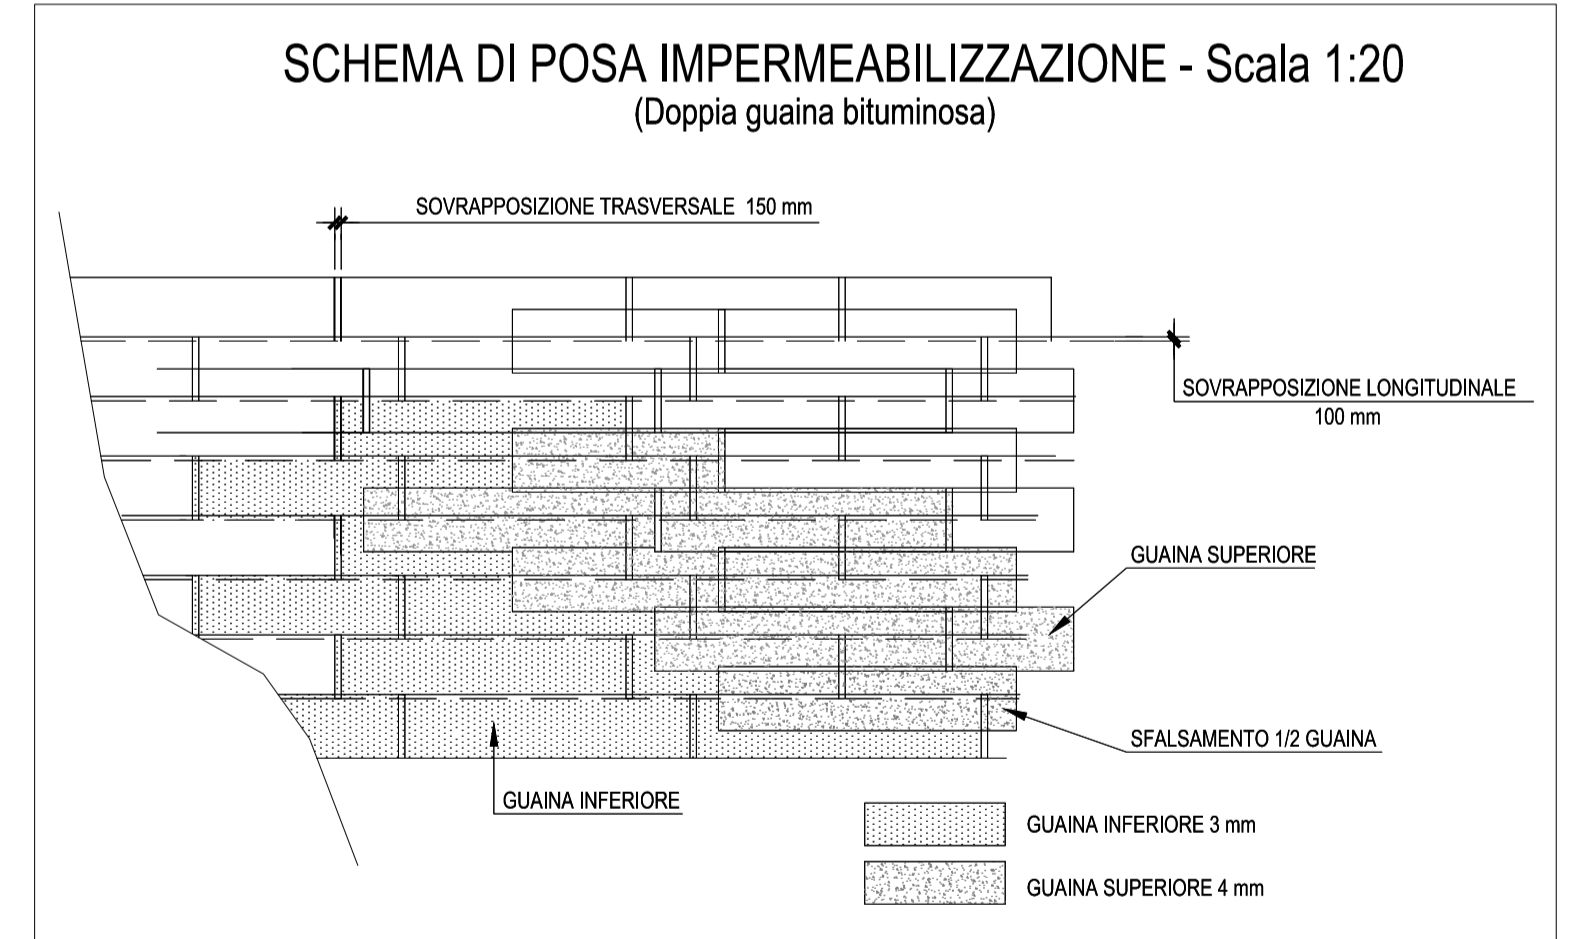 SCHEMA DI POSA IMPERMEABILIZZAZIONE - Scala 1:20
(Doppia guaina bituminosa)
SOVRAPPOSIZIONE TRASVERSALE 150 mm
SOVRAPPOSIZIONE LONGITUDINALE
100 mm
GUAINA SUPERIORE
SFALSAMENTO 1/2 GUAINA
GUAINA INFERIORE
GUAINA INFERIORE 3 mm
GUAINA SUPERIORE 4 mm